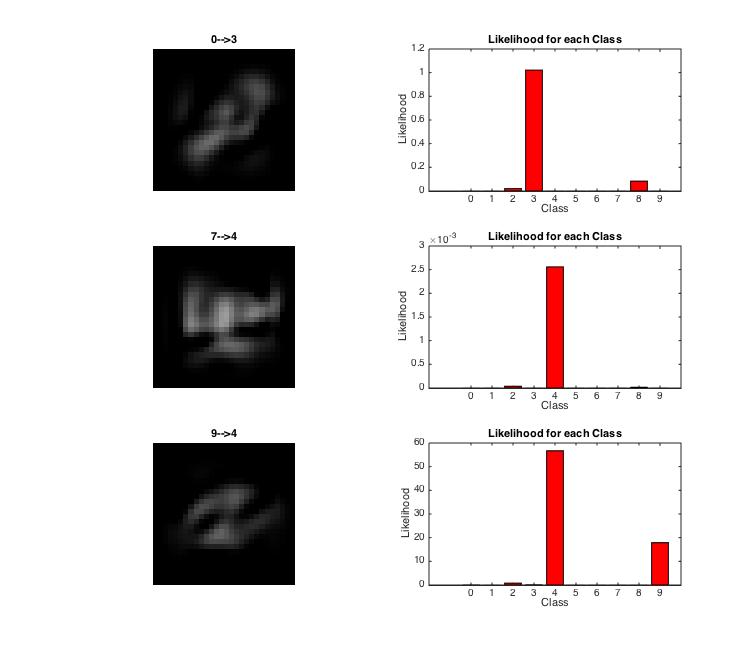 0-->3
Likelihood for each Class
1.2
1
0.8
0.6
0.4
0.2
0
Likelihood
0 1 2 3 4 5 6 7 8 9
Class
7-->4
Likelihood for each Class
×10-3
3
2.5
2
1.5
1
0.5
0
Likelihood
0 1 2 3 4 5 6 7 8 9
Class
9-->4
Likelihood for each Class
60
50
40
30
20
10
0
Likelihood
0 1 2 3 4 5 6 7 8 9
Class